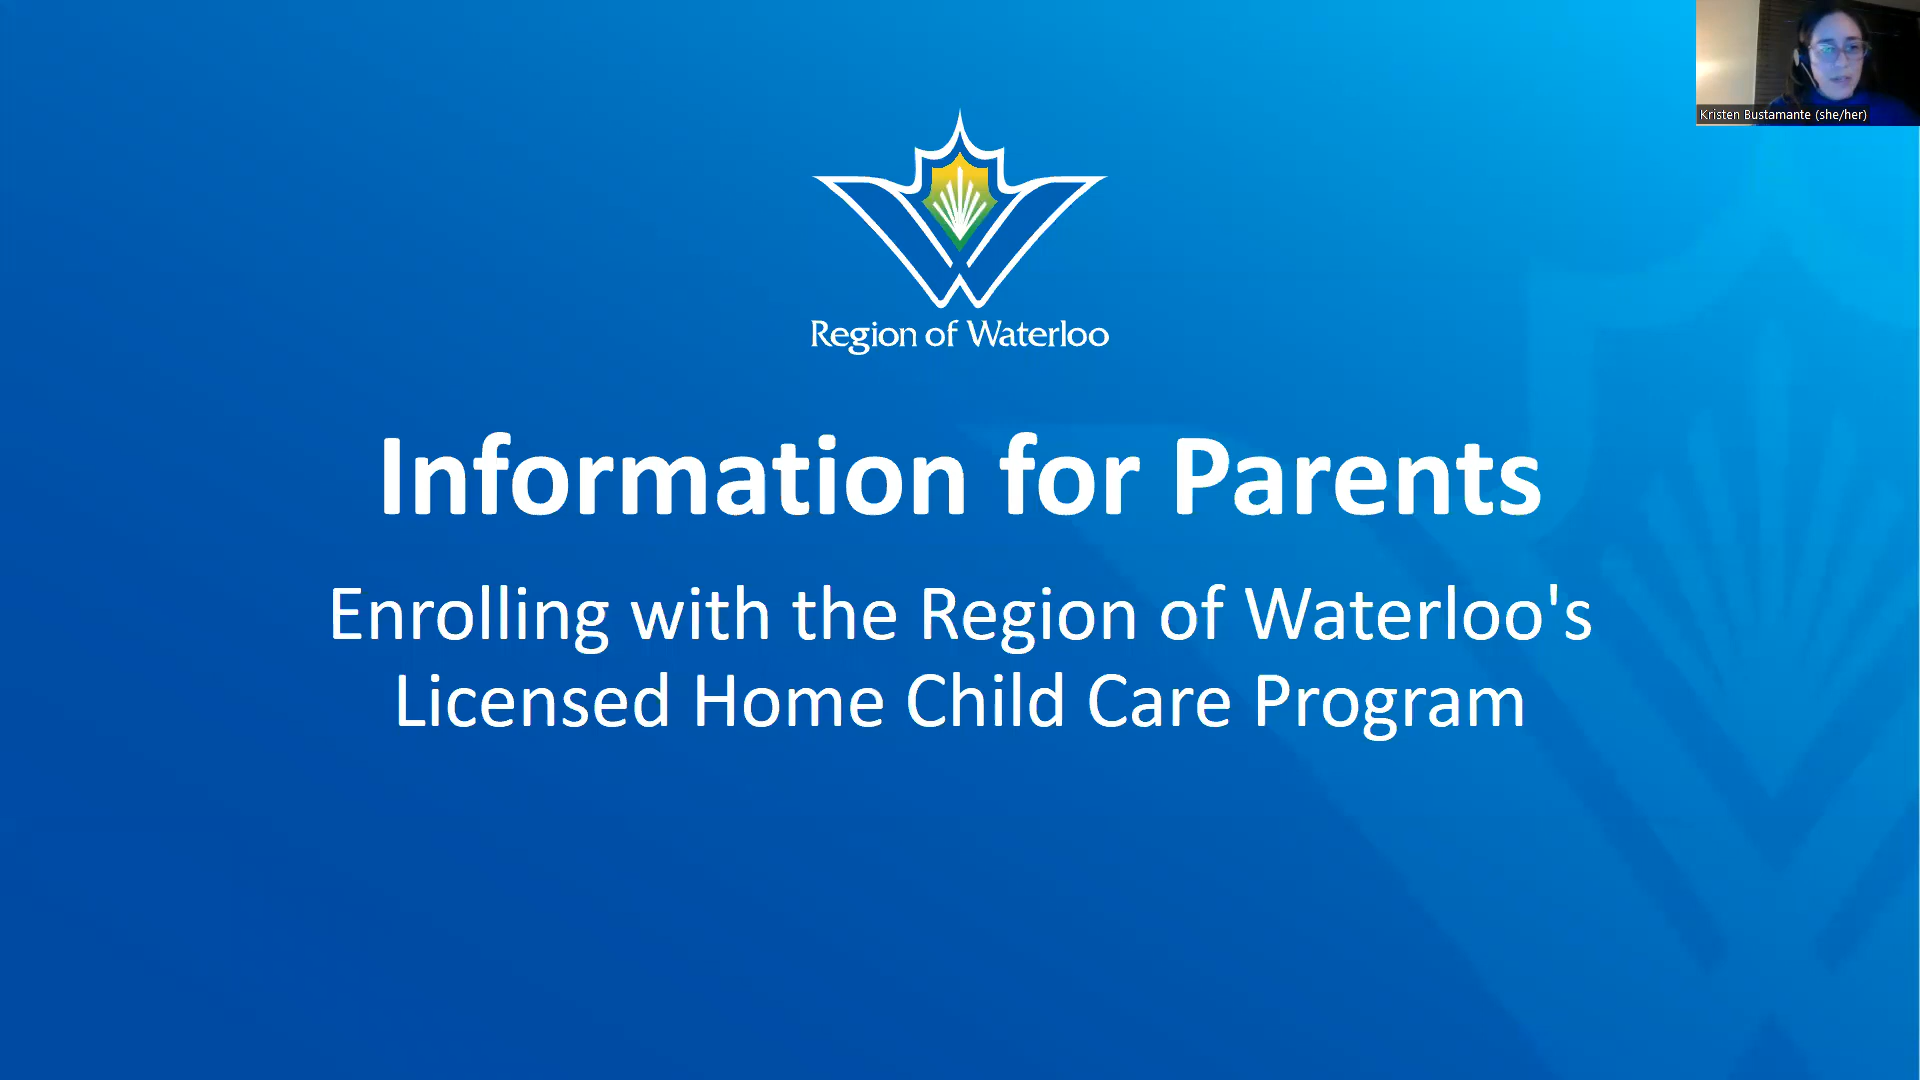 Kristen Bustamante (she/her)
Region of Waterloo
Information for Parents
Enrolling with the Region of Waterloo's
Licensed Home Child Care Program